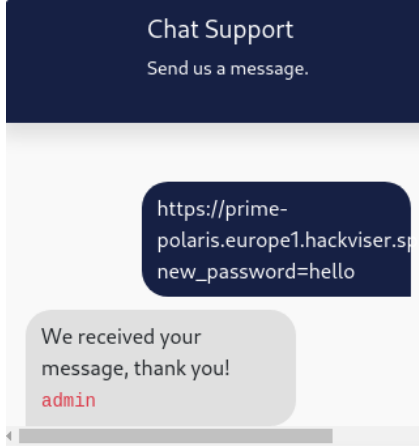 Chat Support
Send us a message.
https://prime-
polaris.europe1.hackviser.sp
new_password=hello
We received your
message, thank you!
admin